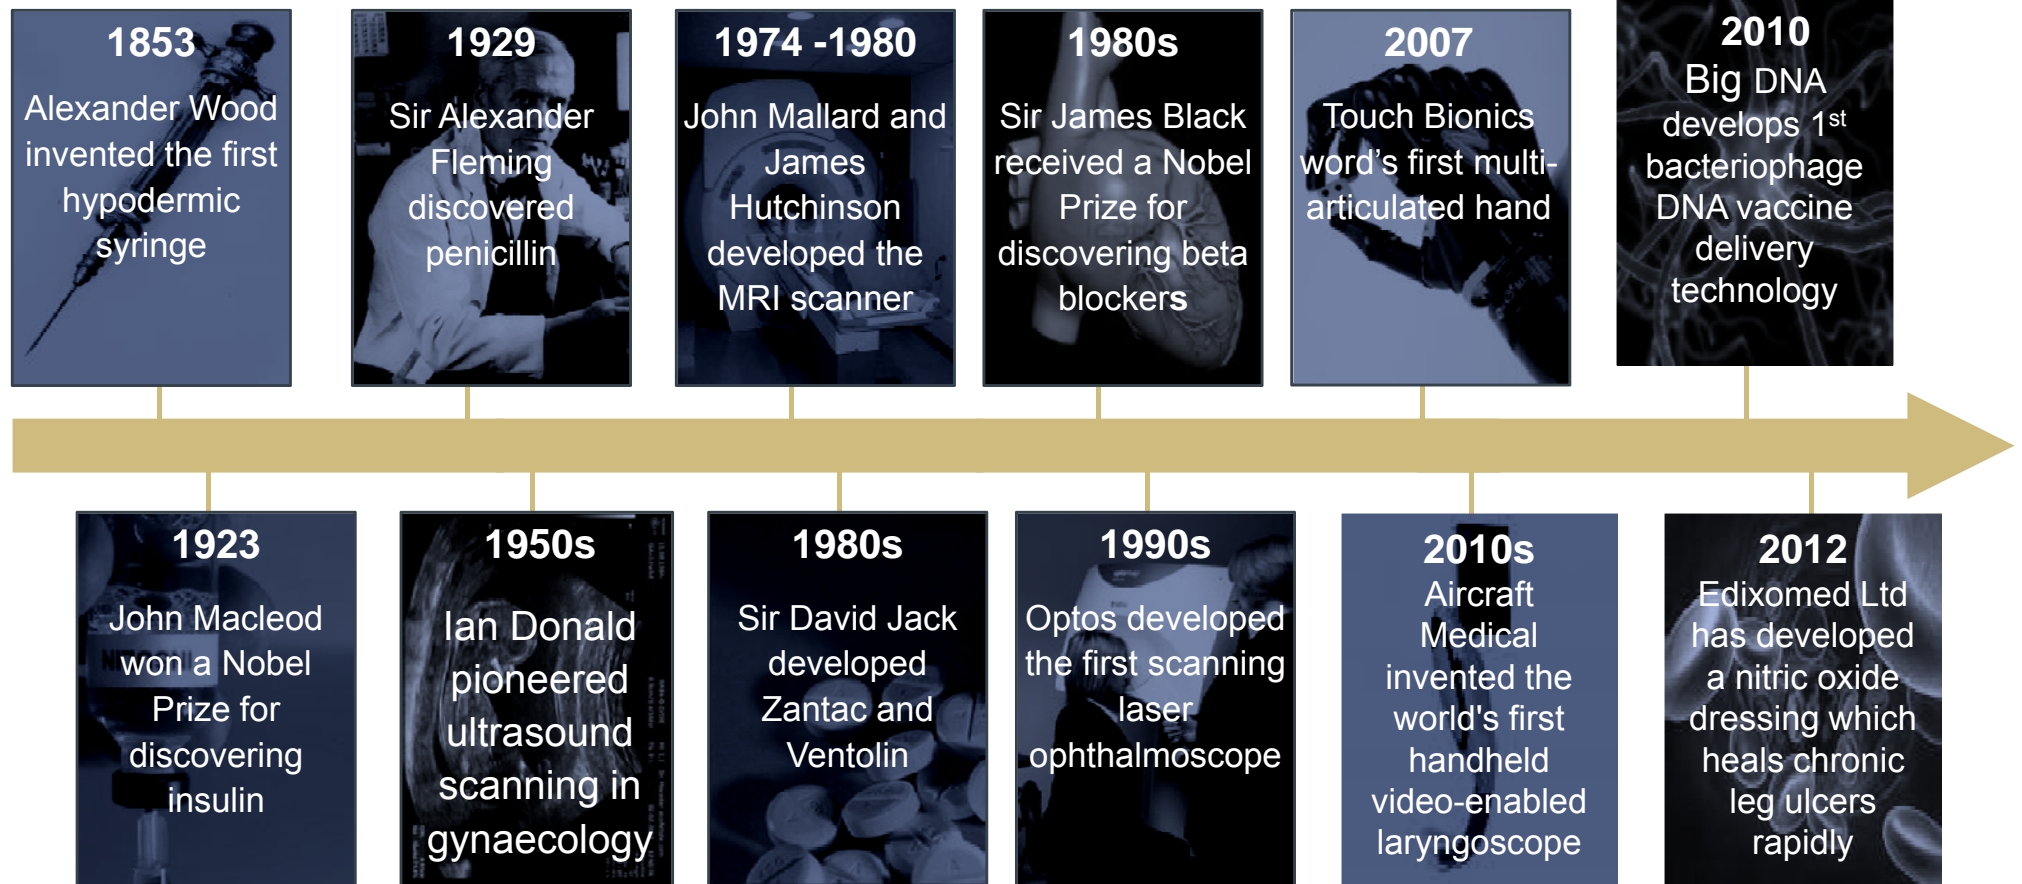 1853
Alexander Wood
invented the first
hypodermic
syringe
1929
Sir Alexander
Fleming
discovered
penicillin
1974 -1980
John Mallard and
James
Hutchinson
developed the
MRI scanner
1980s
Sir James Black
received a Nobel
Prize for
discovering beta
blockers
2007
Touch Bionics
word’s first multi-
articulated hand
2010
Big DNA
develops 1st
bacteriophage
DNA vaccine
delivery
technology
1923
John Macleod
won a Nobel
Prize for
discovering
insulin
1950s
Ian Donald
pioneered
ultrasound
scanning in
gynaecology
1980s
Sir David Jack
developed
Zantac and
Ventolin
1990s
Optos developed
the first scanning
laser
ophthalmoscope
2010s
Aircraft
Medical
invented the
world's first
handheld
video-enabled
laryngoscope
2012
Edixomed Ltd
has developed
a nitric oxide
dressing which
heals chronic
leg ulcers
rapidly